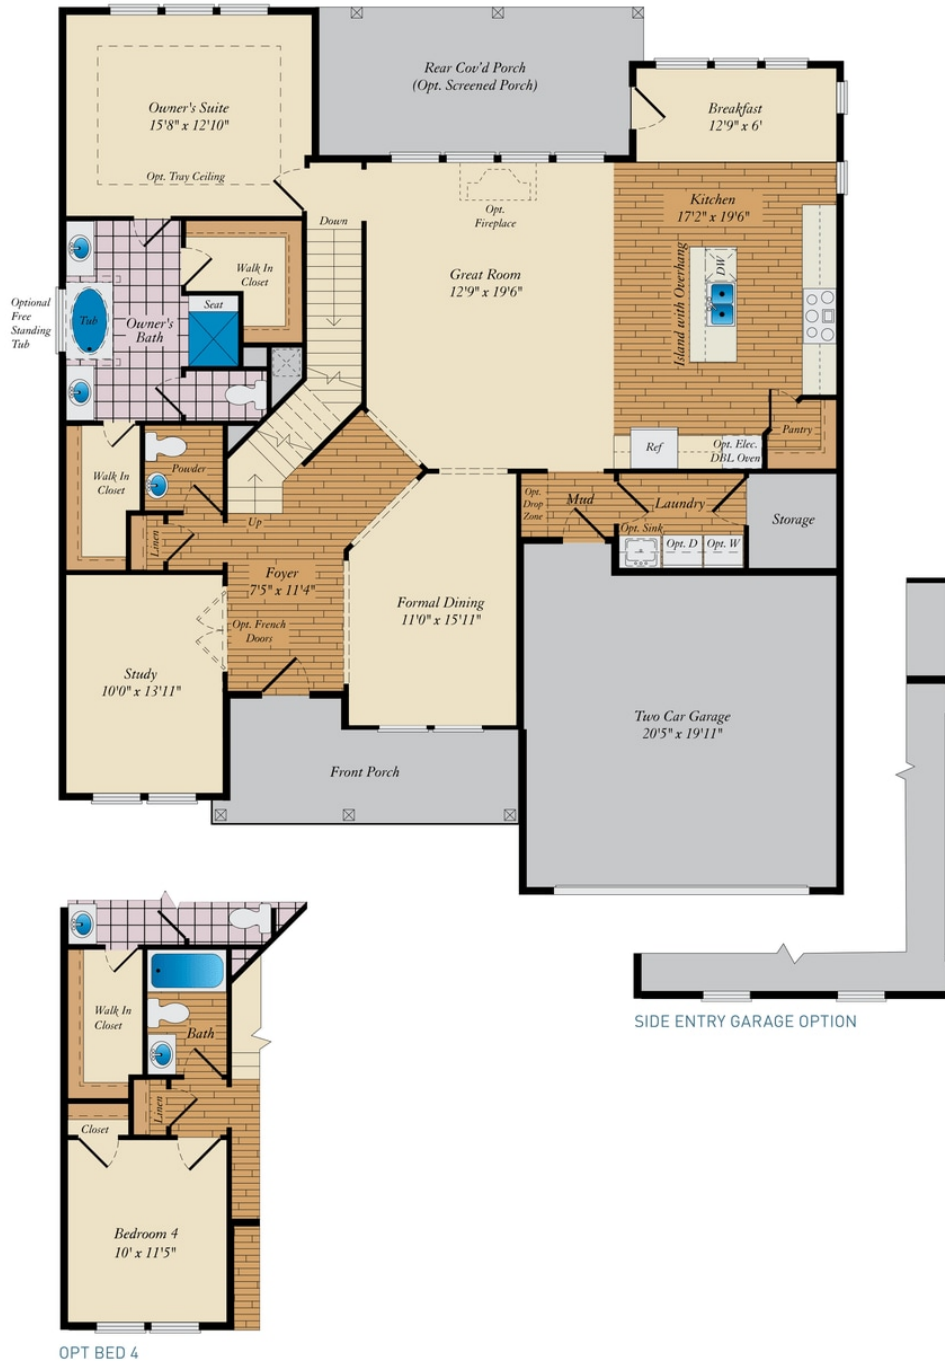 Rear Cov'd Porch
(Opt. Screened Porch)
Owner's Suite
15'8" x 12'10"
Opt. Tray Ceiling
Breakfast
12'9" x 6'
Kitchen
17'2" x 19'6"
Down
Opt.
Fireplace
Great Room
12'9" x 19'6"
Island with Overhang
DW
Walk In
Closet
Optional
Free
Standing
Tub
Tub
Owner's
Bath
Seat
Pantry
Ref
Opt. Elec.
DBL Oven
Walk In
Closet
Powder
Linen
Up
Opt.
Drop
Zone
Mud
Laundry
Storage
Opt. Sink
Opt. D
Opt. W
Foyer
7'5" x 11'4"
Opt. French
Doors
Formal Dining
11'0" x 15'11"
Study
10'0" x 13'11"
Two Car Garage
20'5" x 19'11"
Front Porch
Walk In
Closet
Bath
Linen
Closet
Bedroom 4
10' x 11'5"
OPT BED 4
SIDE ENTRY GARAGE OPTION